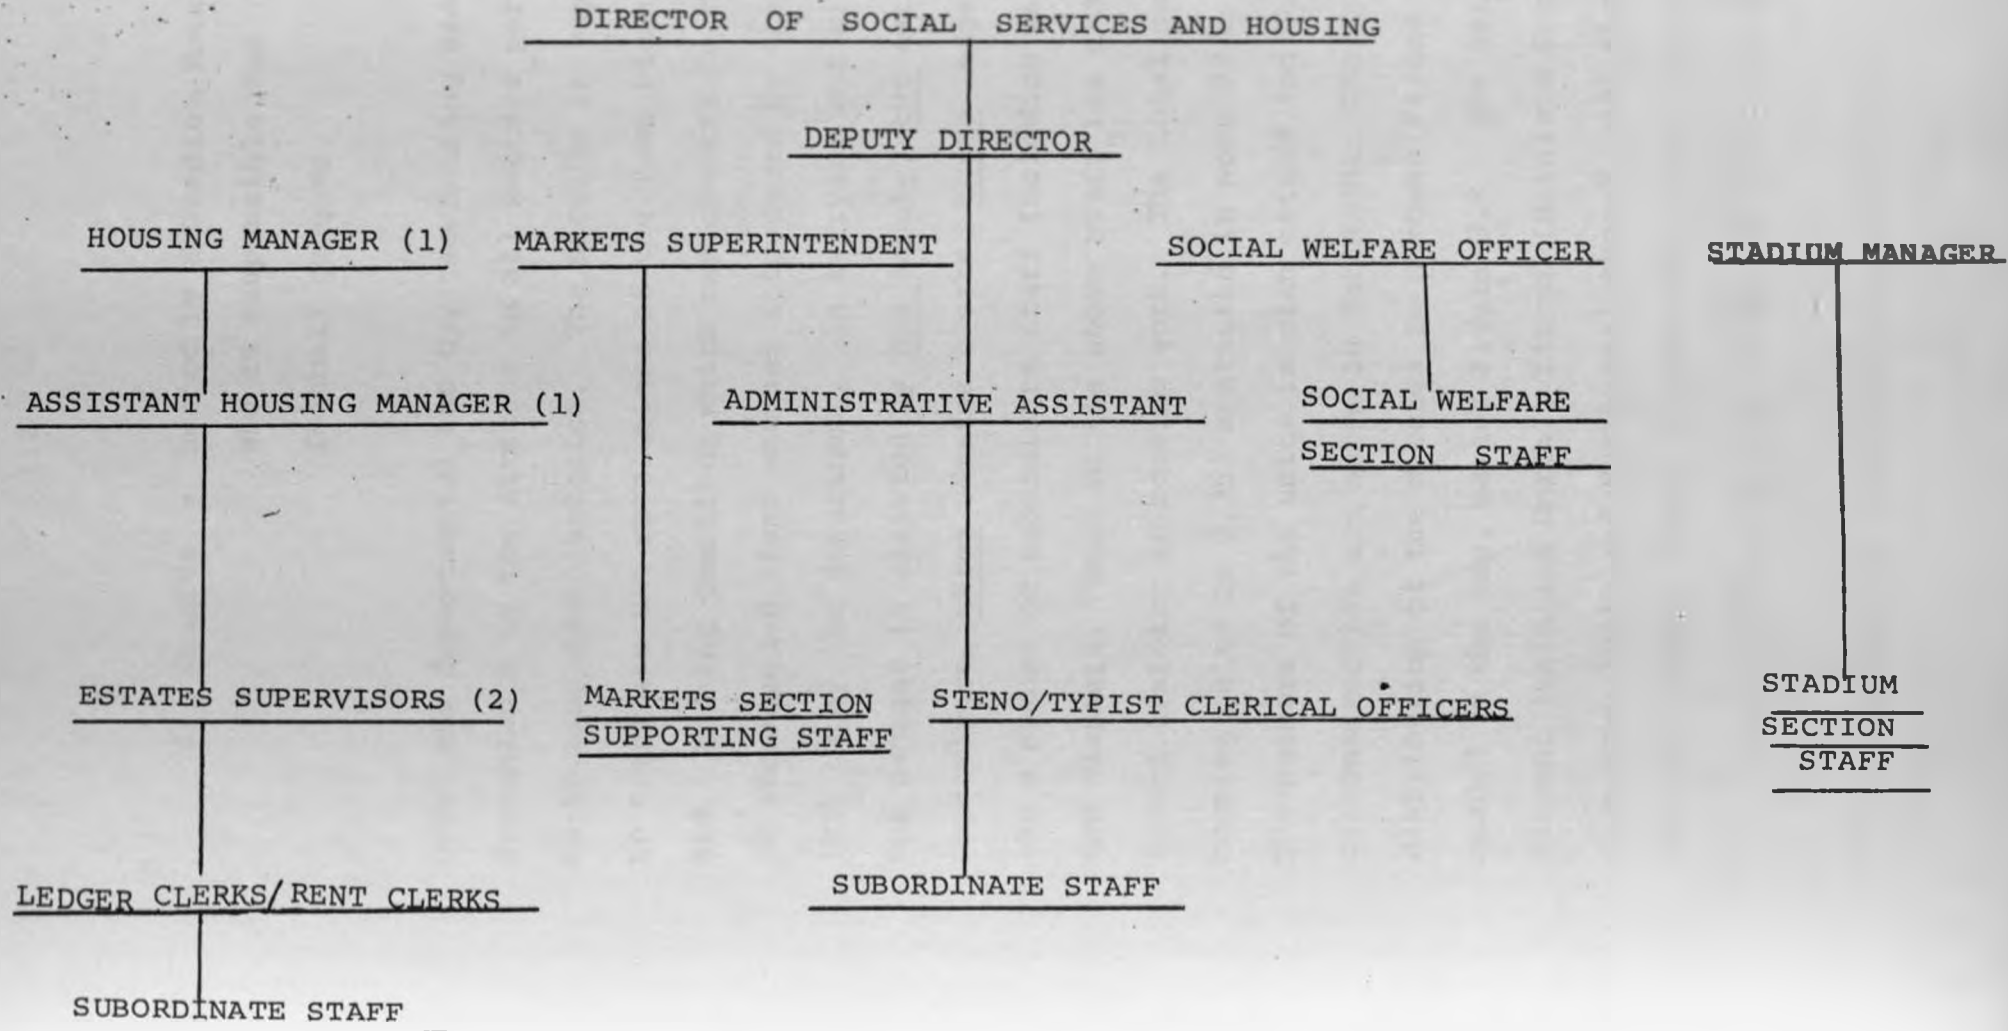 DIRECTOR OF SOCIAL SERVICES AND HOUSING
DEPUTY DIRECTOR
HOUSING MANAGER (1)
MARKETS SUPERINTENDENT
SOCIAL WELFARE OFFICER
STADIUM MANAGER
ASSISTANT HOUSING MANAGER (1)
ADMINISTRATIVE ASSISTANT
SOCIAL WELFARE
SECTION STAFF
ESTATES SUPERVISORS (2)
MARKETS SECTION
SUPPORTING STAFF
STENO/TYPIST CLERICAL OFFICERS
STADIUM
SECTION
STAFF
LEDGER CLERKS/RENT CLERKS
SUBORDINATE STAFF
SUBORDINATE STAFF